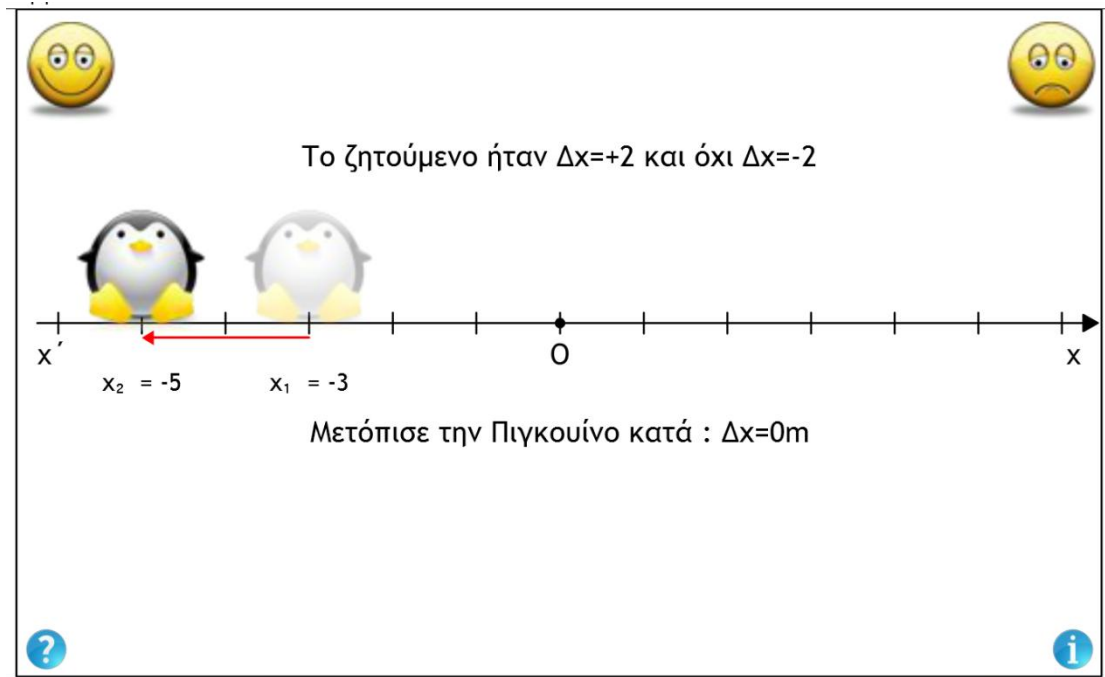 Το ζητούμενο ήταν Δx=+2 και όχι Δx=-2
x΄ O x
x₂ = -5 x₁ = -3
Μετόπισε την Πιγκουίνο κατά : Δx=0m
? i